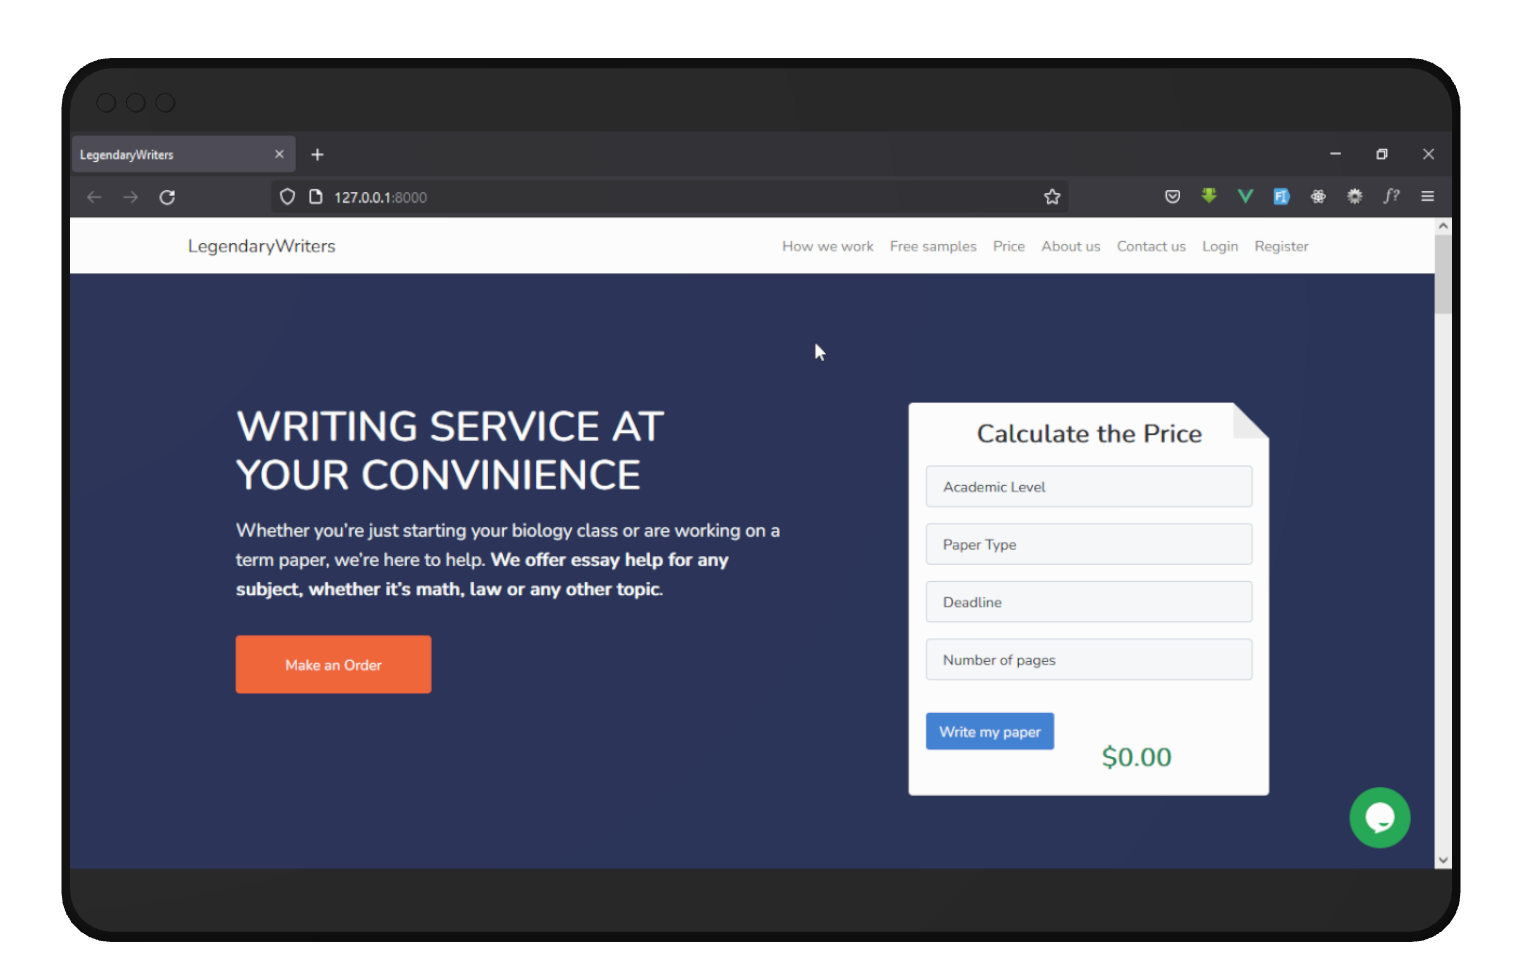 LegendaryWriters
127.0.0.1:8000
f?
LegendaryWriters
How we work Free samples Price About us Contact us Login Register
WRITING SERVICE AT
YOUR CONVINIENCE
Whether you're just starting your biology class or are working on a
term paper, we're here to help. We offer essay help for any
subject, whether it's math, law or any other topic.
Make an Order
Calculate the Price
Academic Level
Paper Type
Deadline
Number of pages
Write my paper
$0.00